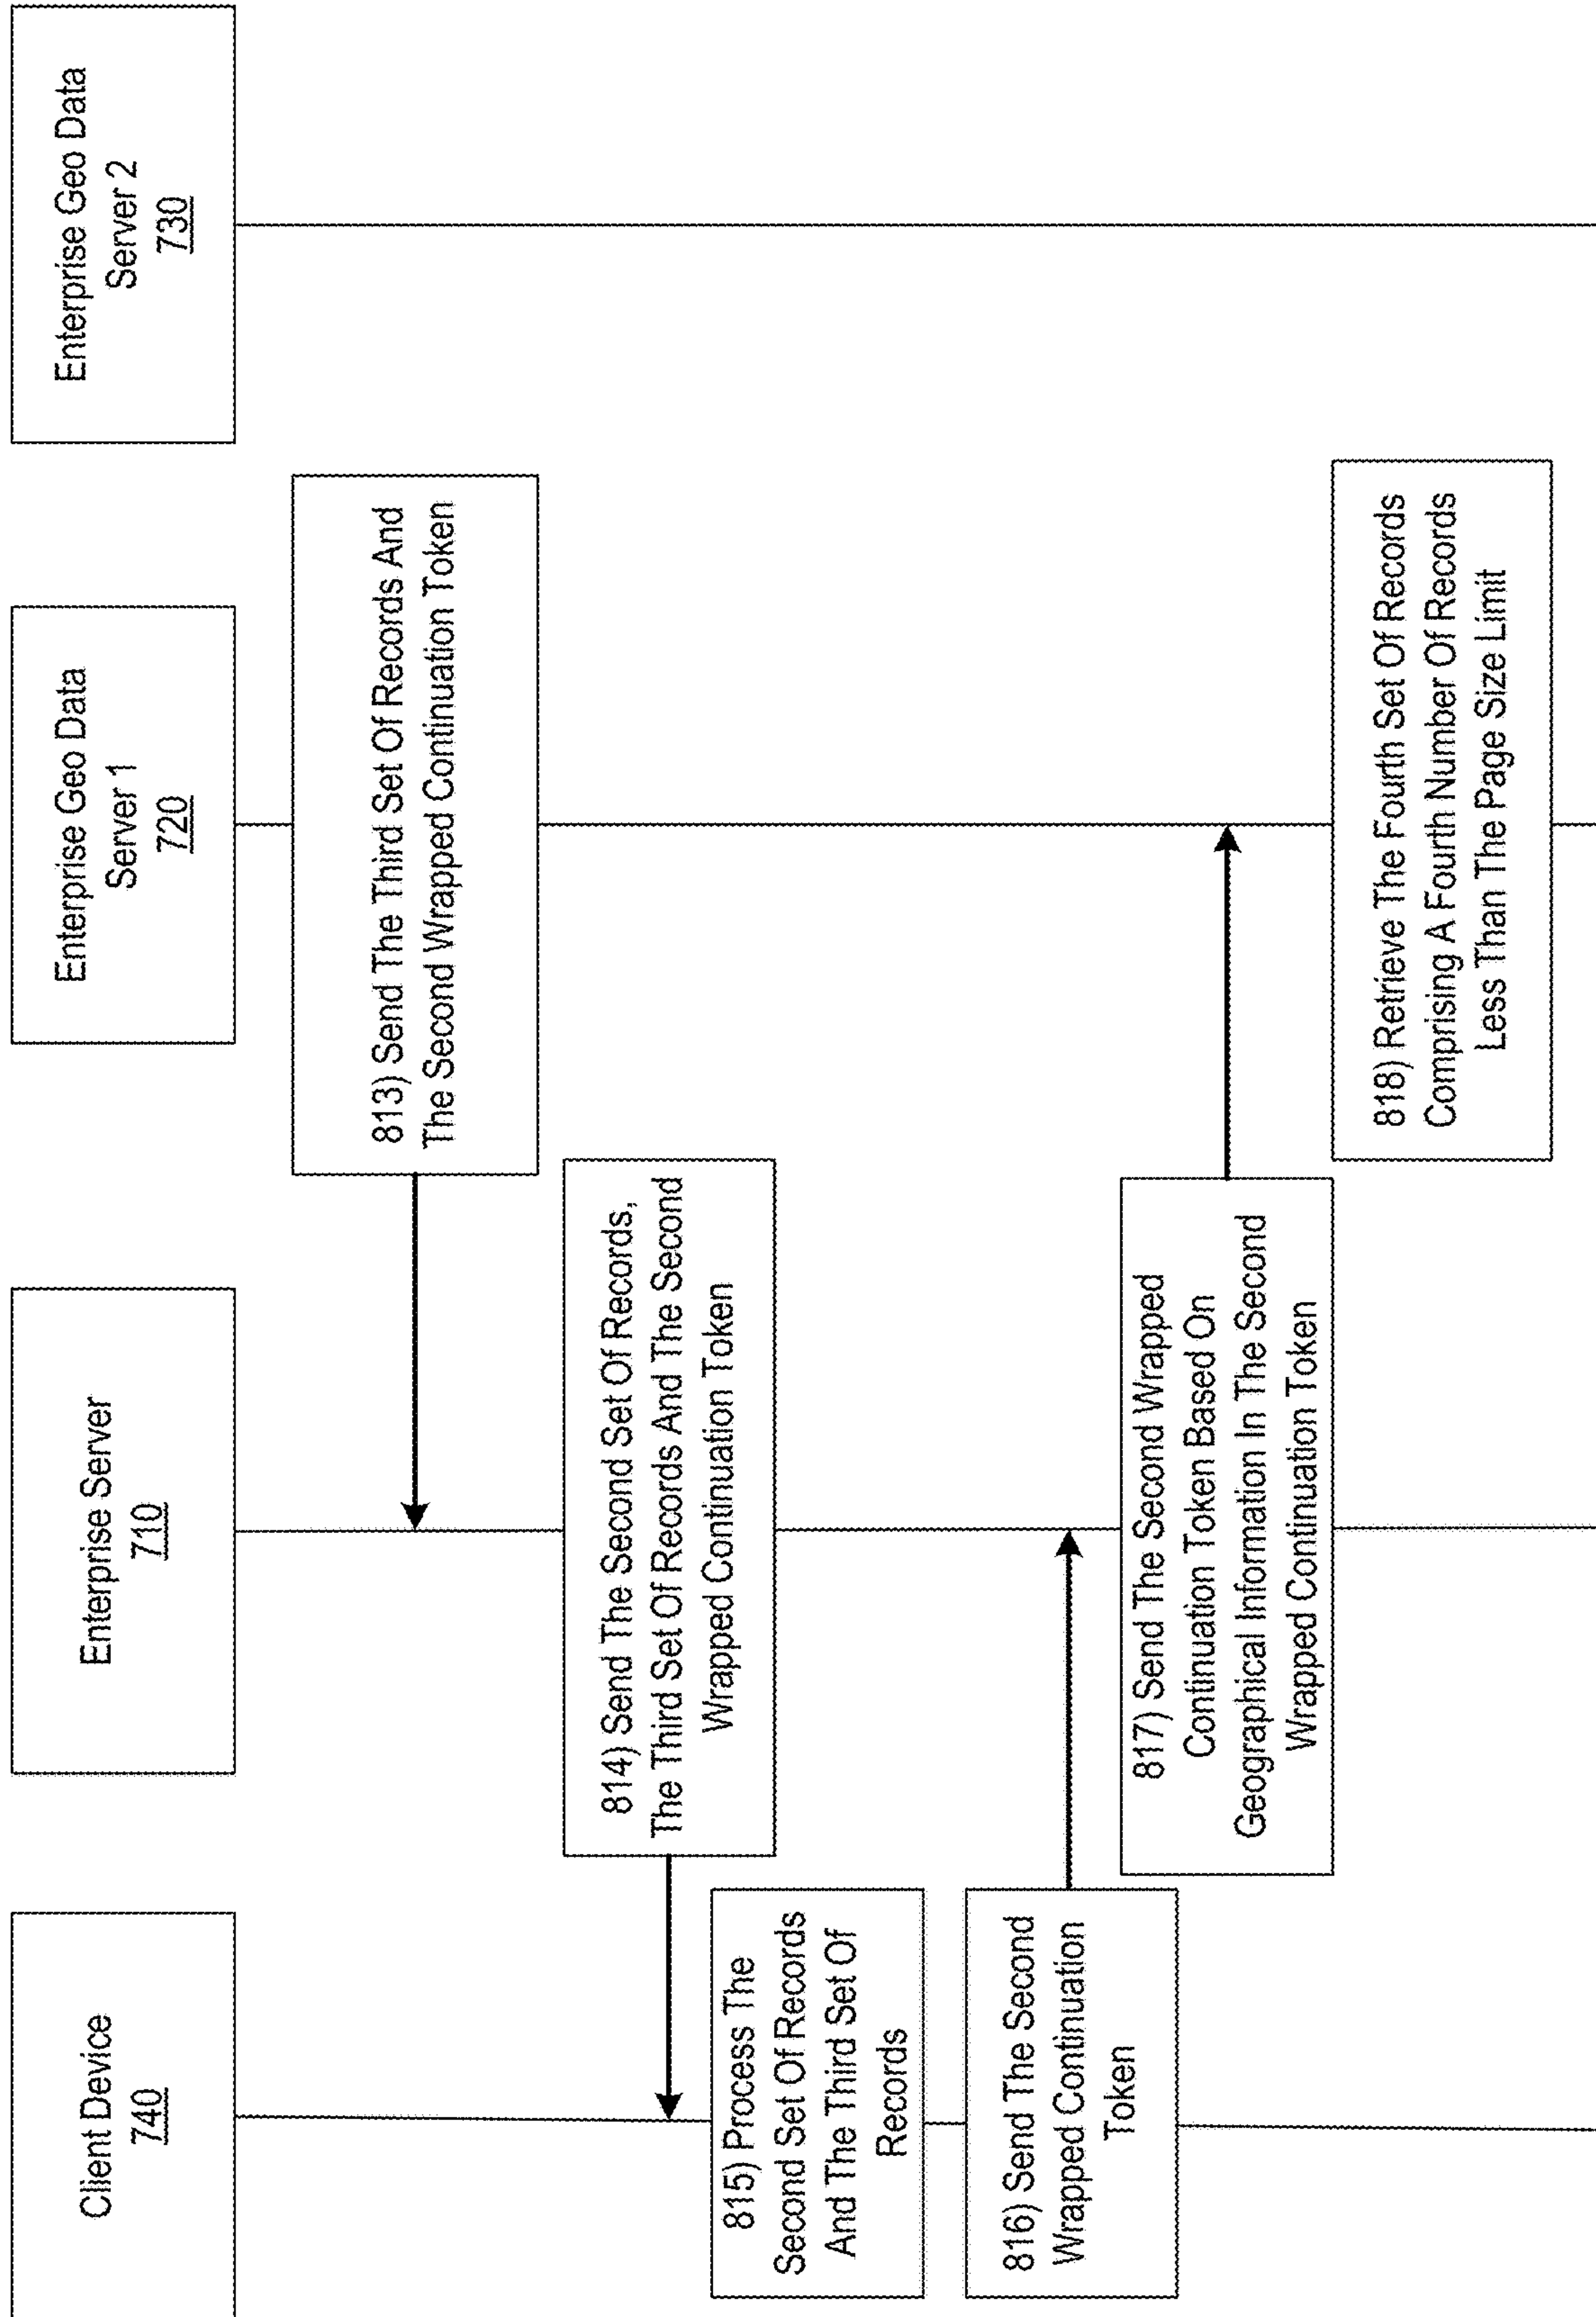 Client Device
740
Enterprise Server
710
Enterprise Geo Data
Server 1
720
Enterprise Geo Data
Server 2
730
813) Send The Third Set Of Records And
The Second Wrapped Continuation Token
814) Send The Second Set Of Records,
The Third Set Of Records And The Second
Wrapped Continuation Token
815) Process The
Second Set Of Records
And The Third Set Of
Records
816) Send The Second
Wrapped Continuation
Token
817) Send The Second Wrapped
Continuation Token Based On
Geographical Information In The Second
Wrapped Continuation Token
818) Retrieve The Fourth Set Of Records
Comprising A Fourth Number Of Records
Less Than The Page Size Limit